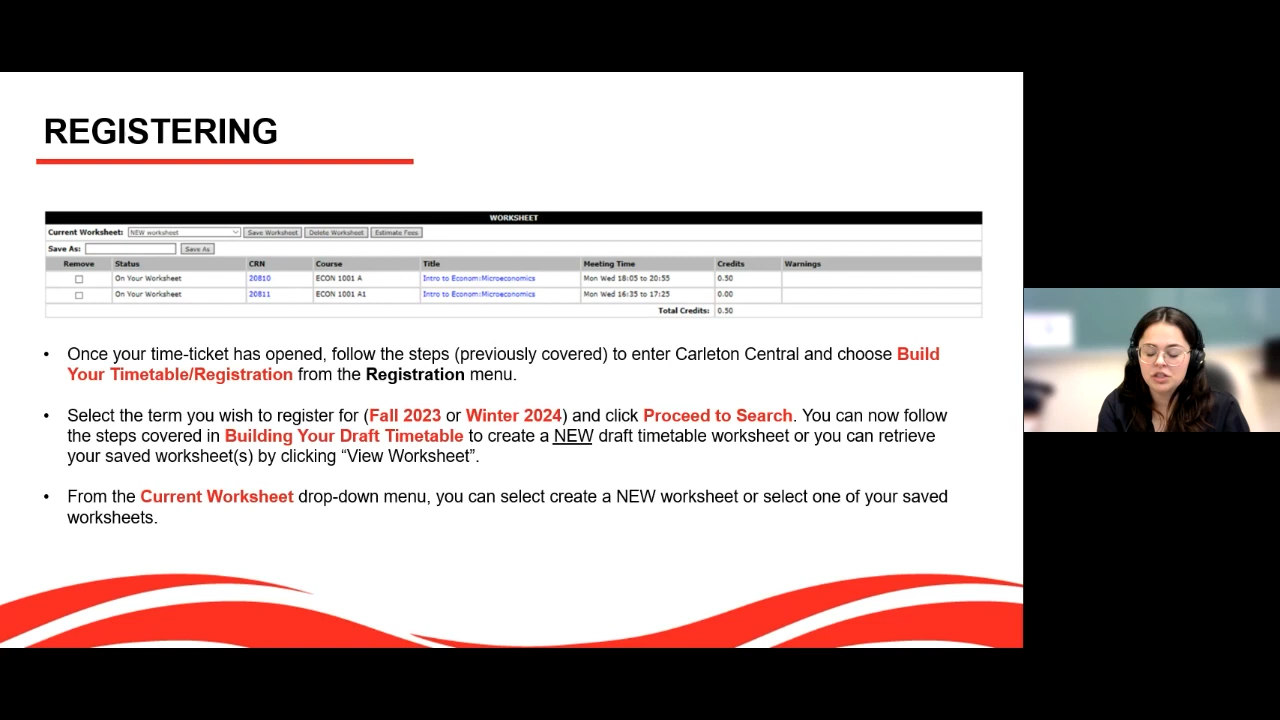 REGISTERING
WORKSHEET
Current Worksheet: NEW worksheet Save Worksheet Delete Worksheet Estimate Fees
Save As: Save As
Remove Status CRN Course Title Meeting Time Credits Warnings
On Your Worksheet 20810 ECON 1001 A Intro to Econom:Microeconomics Mon Wed 18:05 to 20:55 0.50
On Your Worksheet 20811 ECON 1001 A1 Intro to Econom:Microeconomics Mon Wed 16:35 to 17:25 0.00
Total Credits: 0.50
• Once your time-ticket has opened, follow the steps (previously covered) to enter Carleton Central and choose Build
Your Timetable/Registration from the Registration menu.
• Select the term you wish to register for (Fall 2023 or Winter 2024) and click Proceed to Search. You can now follow
the steps covered in Building Your Draft Timetable to create a NEW draft timetable worksheet or you can retrieve
your saved worksheet(s) by clicking “View Worksheet”.
• From the Current Worksheet drop-down menu, you can select create a NEW worksheet or select one of your saved
worksheets.